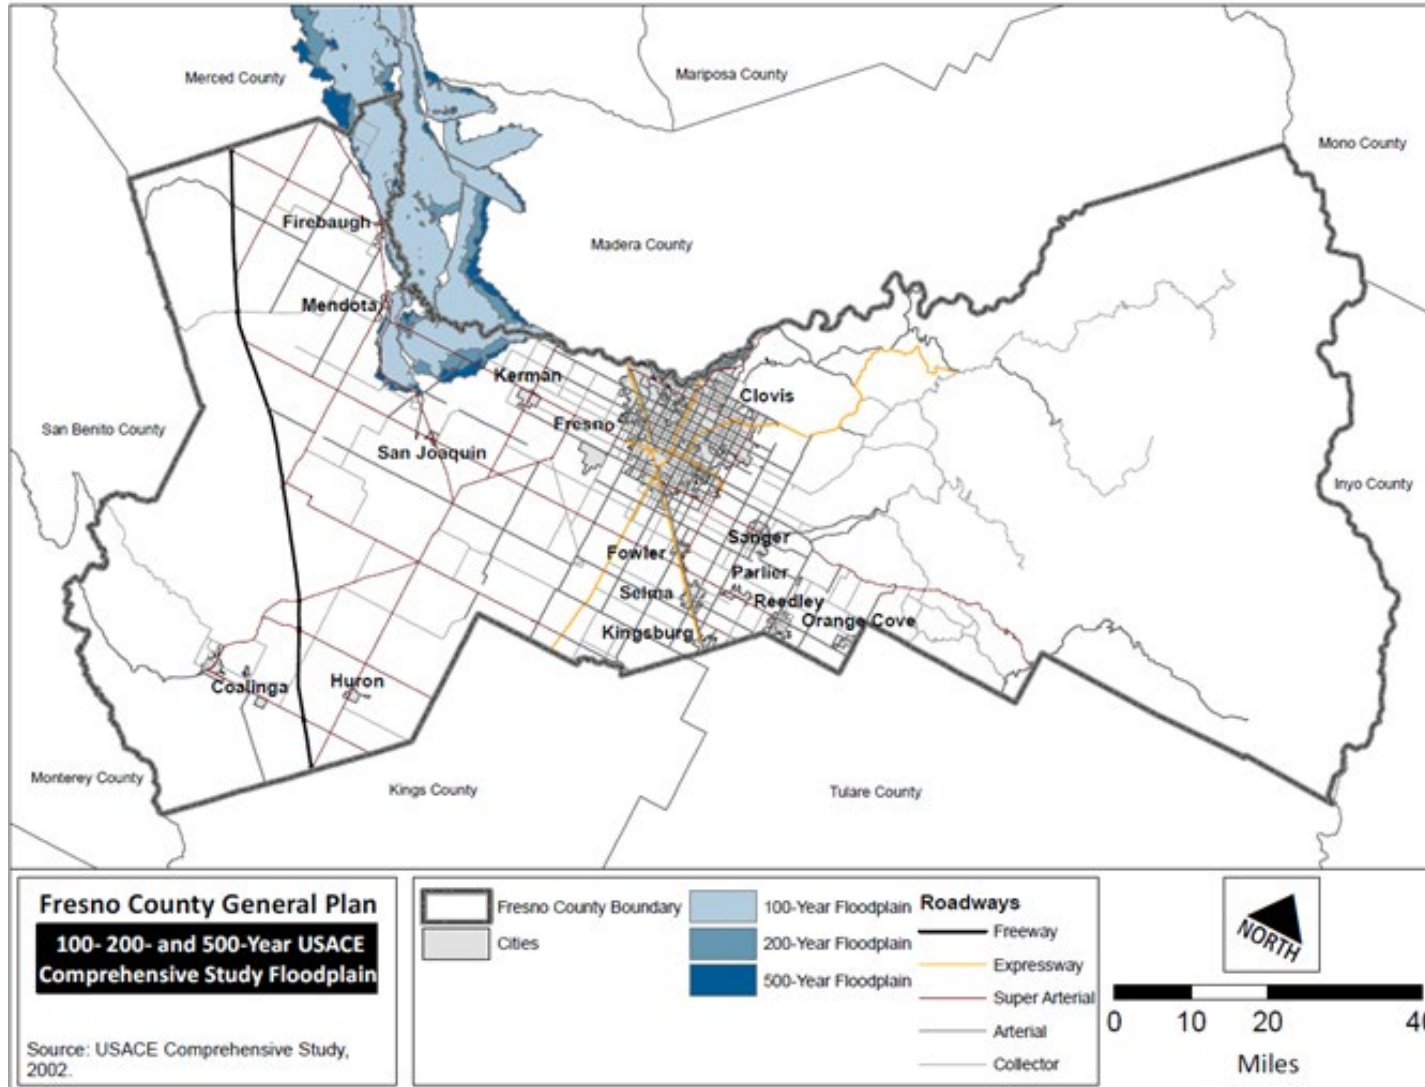 Merced County
Mariposa County
Mono County
Firebaugh
Madera County
Mendota
Kerman
Clovis
Fresno
San Benito County
San Joaquin
Inyo County
Sanger
Fowler
Parlier
Selma
Reedley
Orange Cove
Kingsburg
Coalinga
Huron
Monterey County
Kings County
Tulare County
Fresno County General Plan
100- 200- and 500-Year USACE
Comprehensive Study Floodplain
Source: USACE Comprehensive Study,
2002.
Fresno County Boundary
Cities
100-Year Floodplain
200-Year Floodplain
500-Year Floodplain
Roadways
Freeway
Expressway
Super Arterial
Arterial
Collector
NORTH
0 10 20 40
Miles